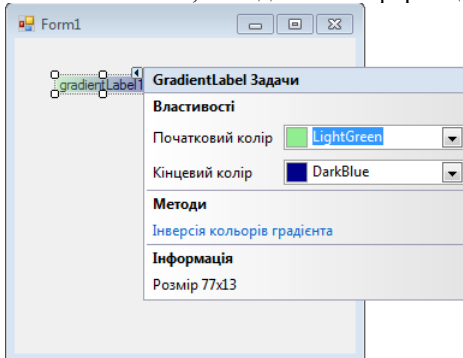 Form1
gradientLabel1
GradientLabel Задачи
Властивості
Початковий колір LightGreen
Кінцевий колір DarkBlue
Методи
Інверсія кольорів градієнта
Інформація
Розмір 77x13